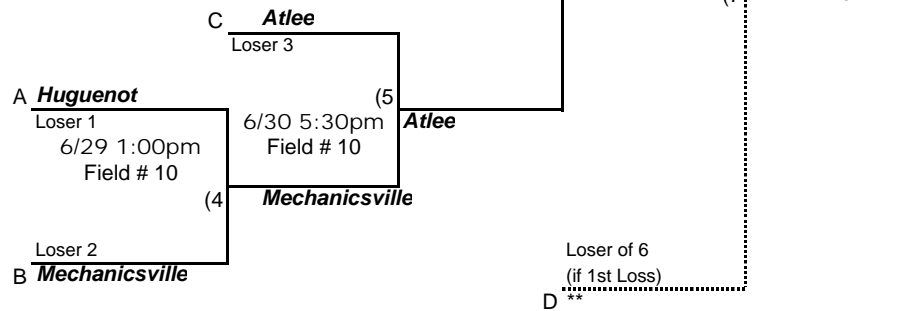 C Atlee
Loser 3
A Huguenot
(5
Loser 1
6/30 5:30pm
Atlee
6/29 1:00pm
Field # 10
Field # 10
(4
Mechanicsville
Loser 2
B Mechanicsville
Loser of 6
(if 1st Loss)
D **